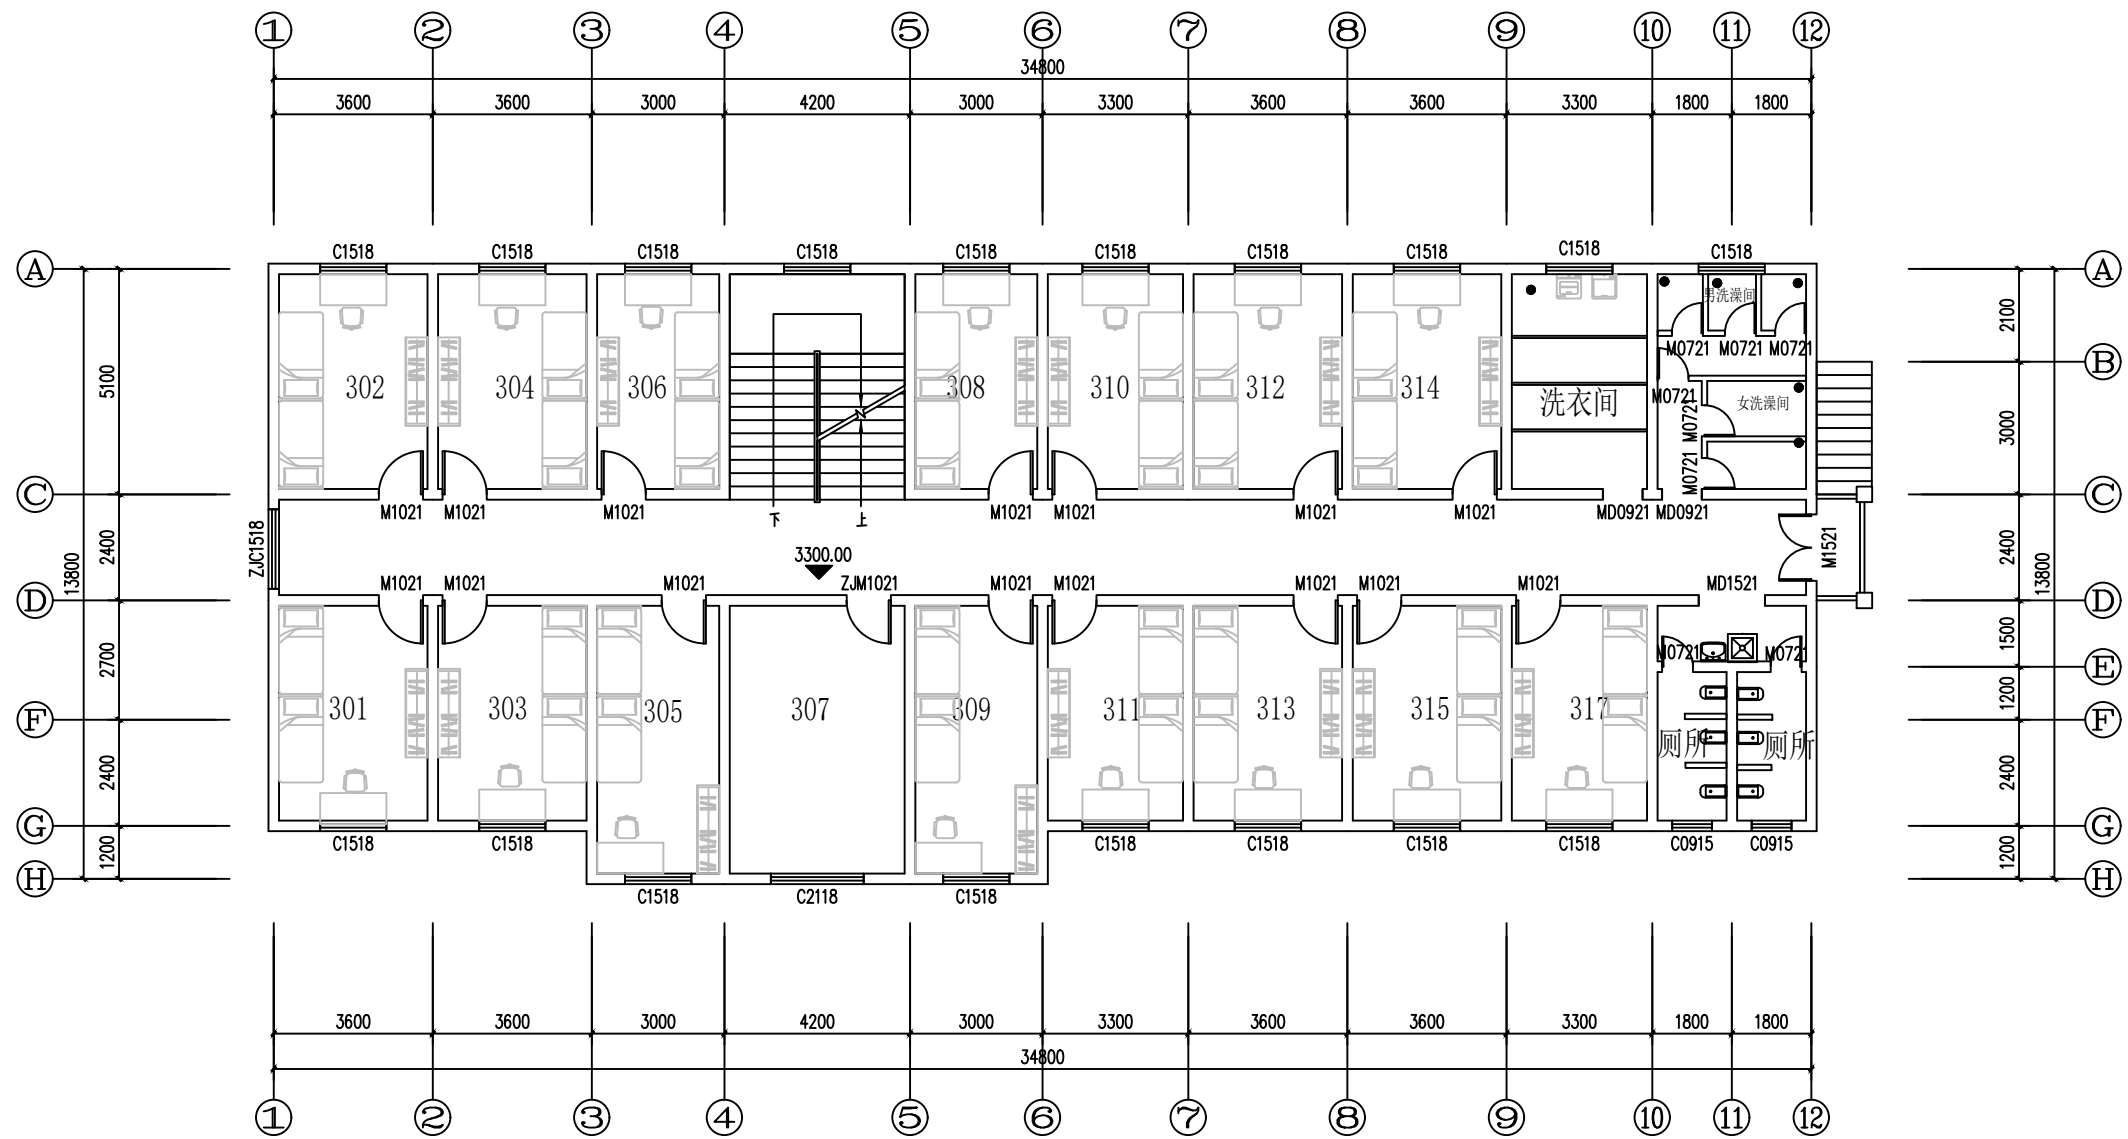 1 2 3 4 5 6 7 8 9 10 11 12
34800
3600 3600 3000 4200 3000 3300 3600 3600 3300 1800 1800
C1518 C1518 C1518 C1518 C1518 C1518 C1518 C1518 C1518 C1518
A A
男洗澡间
2100
M0721 M0721 M0721
B B
5100
302 304 306 308 310 312 314 洗衣间 M0721 M0721 女洗澡间
3000
M0721
C C
M1021 M1021 M1021 下 上 M1021 M1021 M1021 M1021 MD0921 MD0921
ZJC1518 3300.00 M1521
13800 2400 2400 13800
M1021 M1021 M1021 ZJM1021 M1021 M1021 M1021 M1021 M1021 MD1521
D D
1500
2700 M0721 M0721
E E
1200
301 303 305 307 309 311 313 315 317
F F
厕所 厕所
2400 2400
G G
C1518 C1518 C1518 C1518 C1518 C1518 C0915 C0915
1200 1200
H H
C1518 C2118 C1518
3600 3600 3000 4200 3000 3300 3600 3600 3300 1800 1800
34800
1 2 3 4 5 6 7 8 9 10 11 12